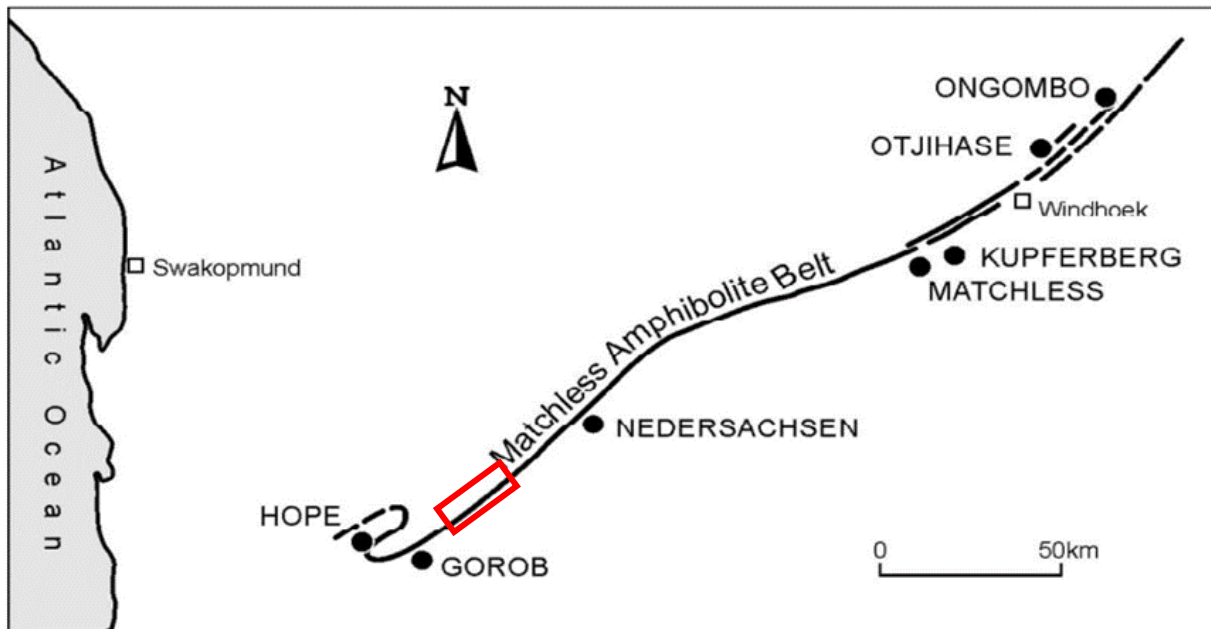 N
ONGOMBO
OTJIHASE
Windhoek
KUPFERBERG
MATCHLESS
Atlantic Ocean
Swakopmund
Matchless Amphibolite Belt
NEDERSACHSEN
HOPE
GOROB
0 50km